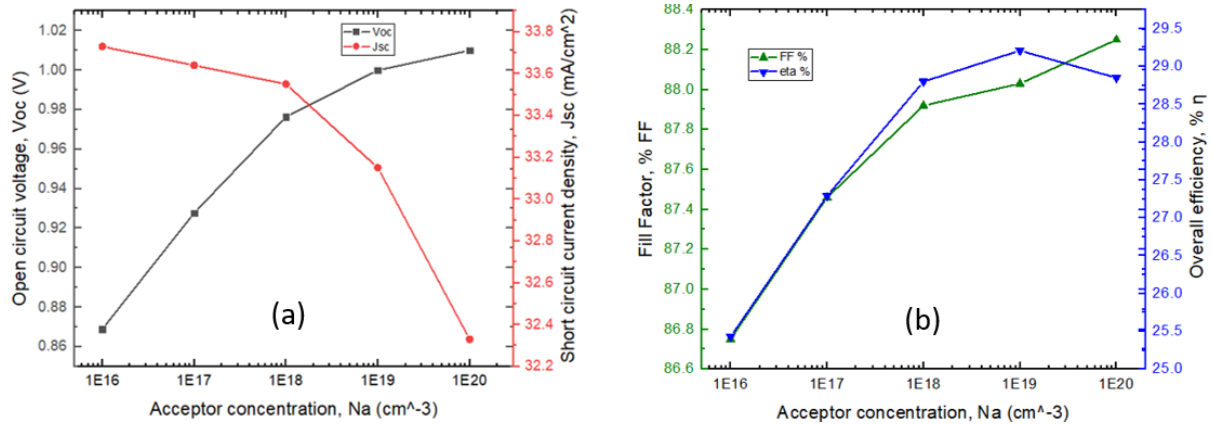 1.02
1.00
0.98
0.96
0.94
0.92
0.90
0.88
0.86
Open circuit voltage, Voc (V)
Voc
Jsc
(a)
33.8
33.6
33.4
33.2
33.0
32.8
32.6
32.4
32.2
Short circuit current density, Jsc (mA/cm^2)
1E16 1E17 1E18 1E19 1E20
Acceptor concentration, Na (cm^-3)
88.4
88.2
88.0
87.8
87.6
87.4
87.2
87.0
86.8
86.6
Fill Factor, % FF
FF %
eta %
(b)
29.5
29.0
28.5
28.0
27.5
27.0
26.5
26.0
25.5
25.0
Overall efficiency, % η
1E16 1E17 1E18 1E19 1E20
Acceptor concentration, Na (cm^-3)